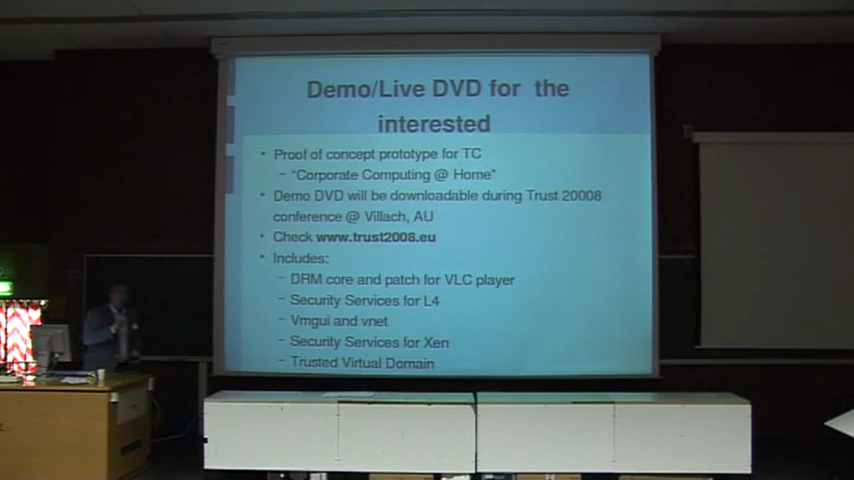 Demo/Live DVD for the
interested
• Proof of concept prototype for TC
– “Corporate Computing @ Home”
• Demo DVD will be downloadable during Trust 20008
conference @ Villach, AU
• Check www.trust2008.eu
• Includes:
– DRM core and patch for VLC player
– Security Services for L4
– Vmgui and vnet
– Security Services for Xen
– Trusted Virtual Domain